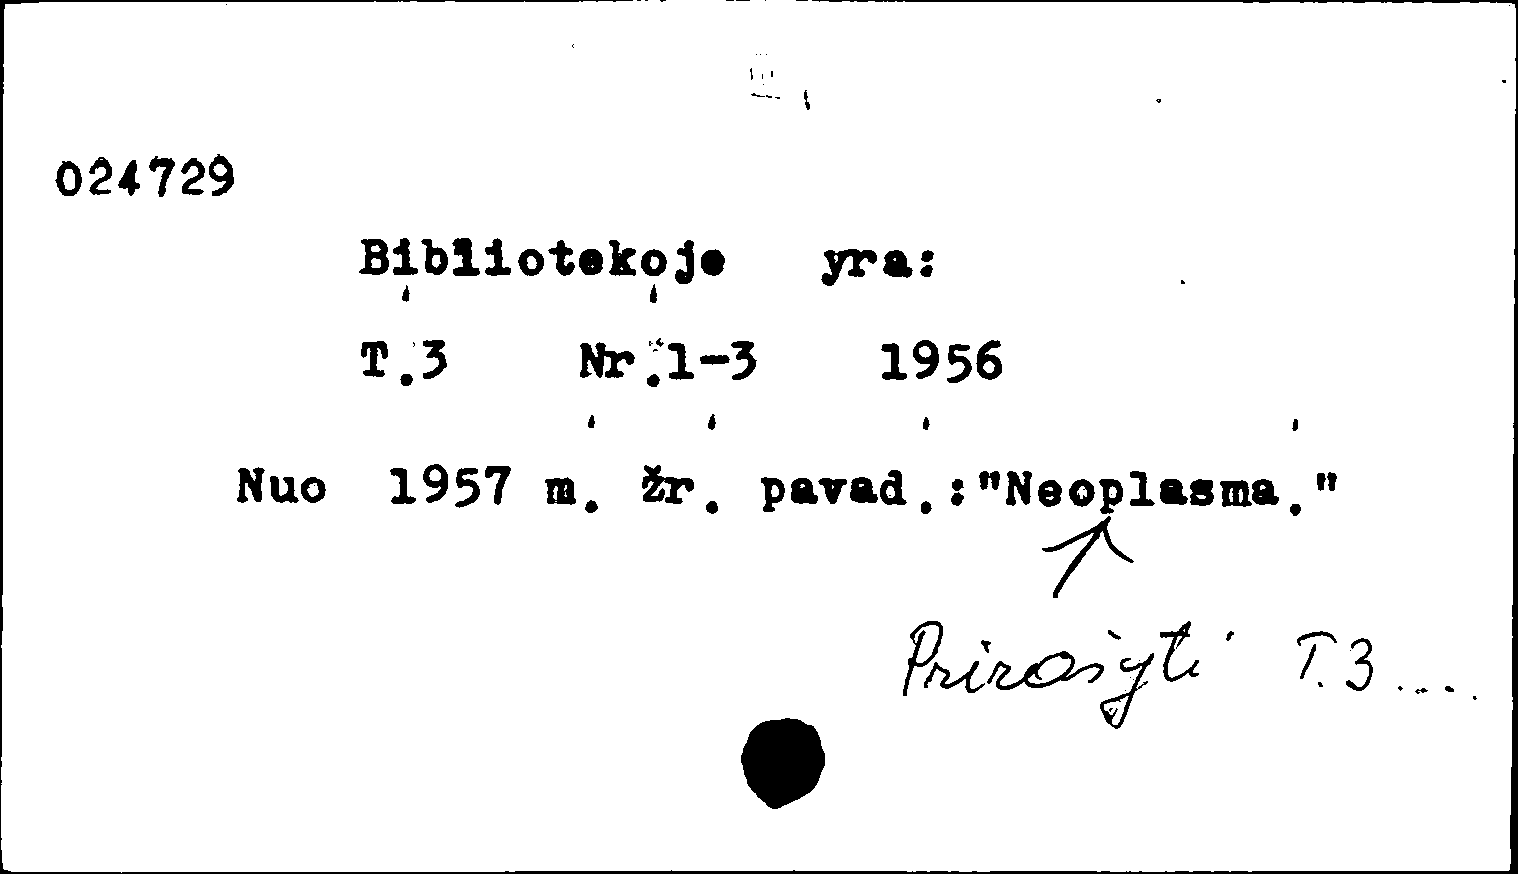 024729
Bibliotekoje yra:
T.3 Nr.1-3 1956
Nuo 1957 m. žr. pavad.:"Neoplasma."
Prirašyti T.3....